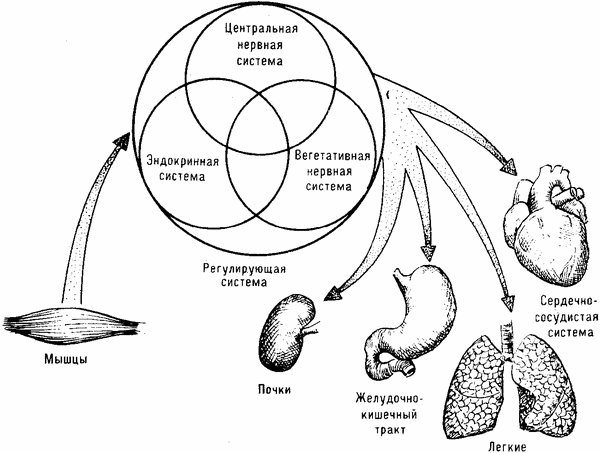 Центральная
нервная
система
Эндокринная
система
Вегетативная
нервная
система
Регулирующая
система
Мышцы
Почки
Желудочно-
кишечный
тракт
Легкие
Сердечно-
сосудистая
система